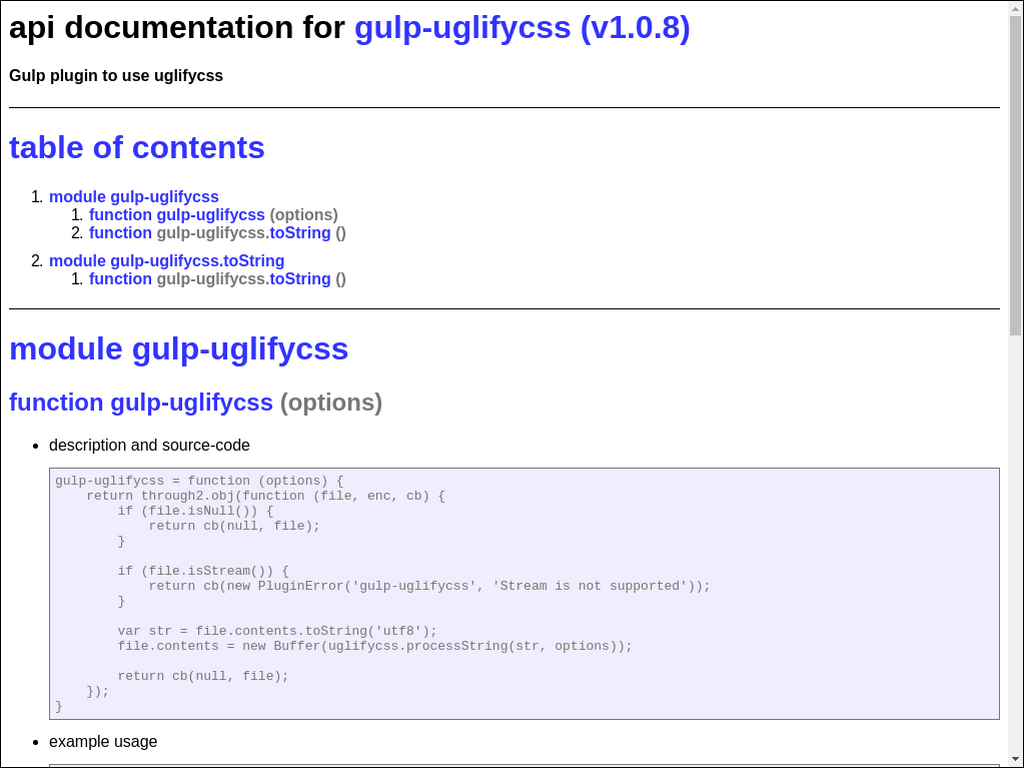 api documentation for gulp-uglifycss (v1.0.8)
Gulp plugin to use uglifycss
table of contents
1. module gulp-uglifycss
1. function gulp-uglifycss (options)
2. function gulp-uglifycss.toString ()
2. module gulp-uglifycss.toString
1. function gulp-uglifycss.toString ()
module gulp-uglifycss
function gulp-uglifycss (options)
• description and source-code
gulp-uglifycss = function (options) {
    return through2.obj(function (file, enc, cb) {
        if (file.isNull()) {
            return cb(null, file);
        }

        if (file.isStream()) {
            return cb(new PluginError('gulp-uglifycss', 'Stream is not supported'));
        }

        var str = file.contents.toString('utf8');
        file.contents = new Buffer(uglifycss.processString(str, options));

        return cb(null, file);
    });
}
• example usage